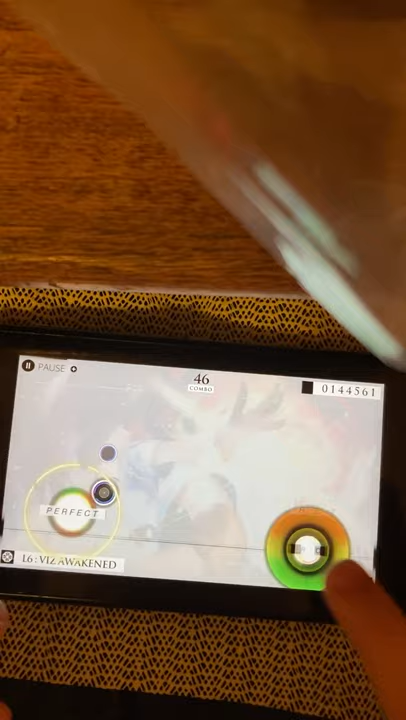 PAUSE
46
COMBO
0144561
PERFECT
L6 : VIZ AWAKENED